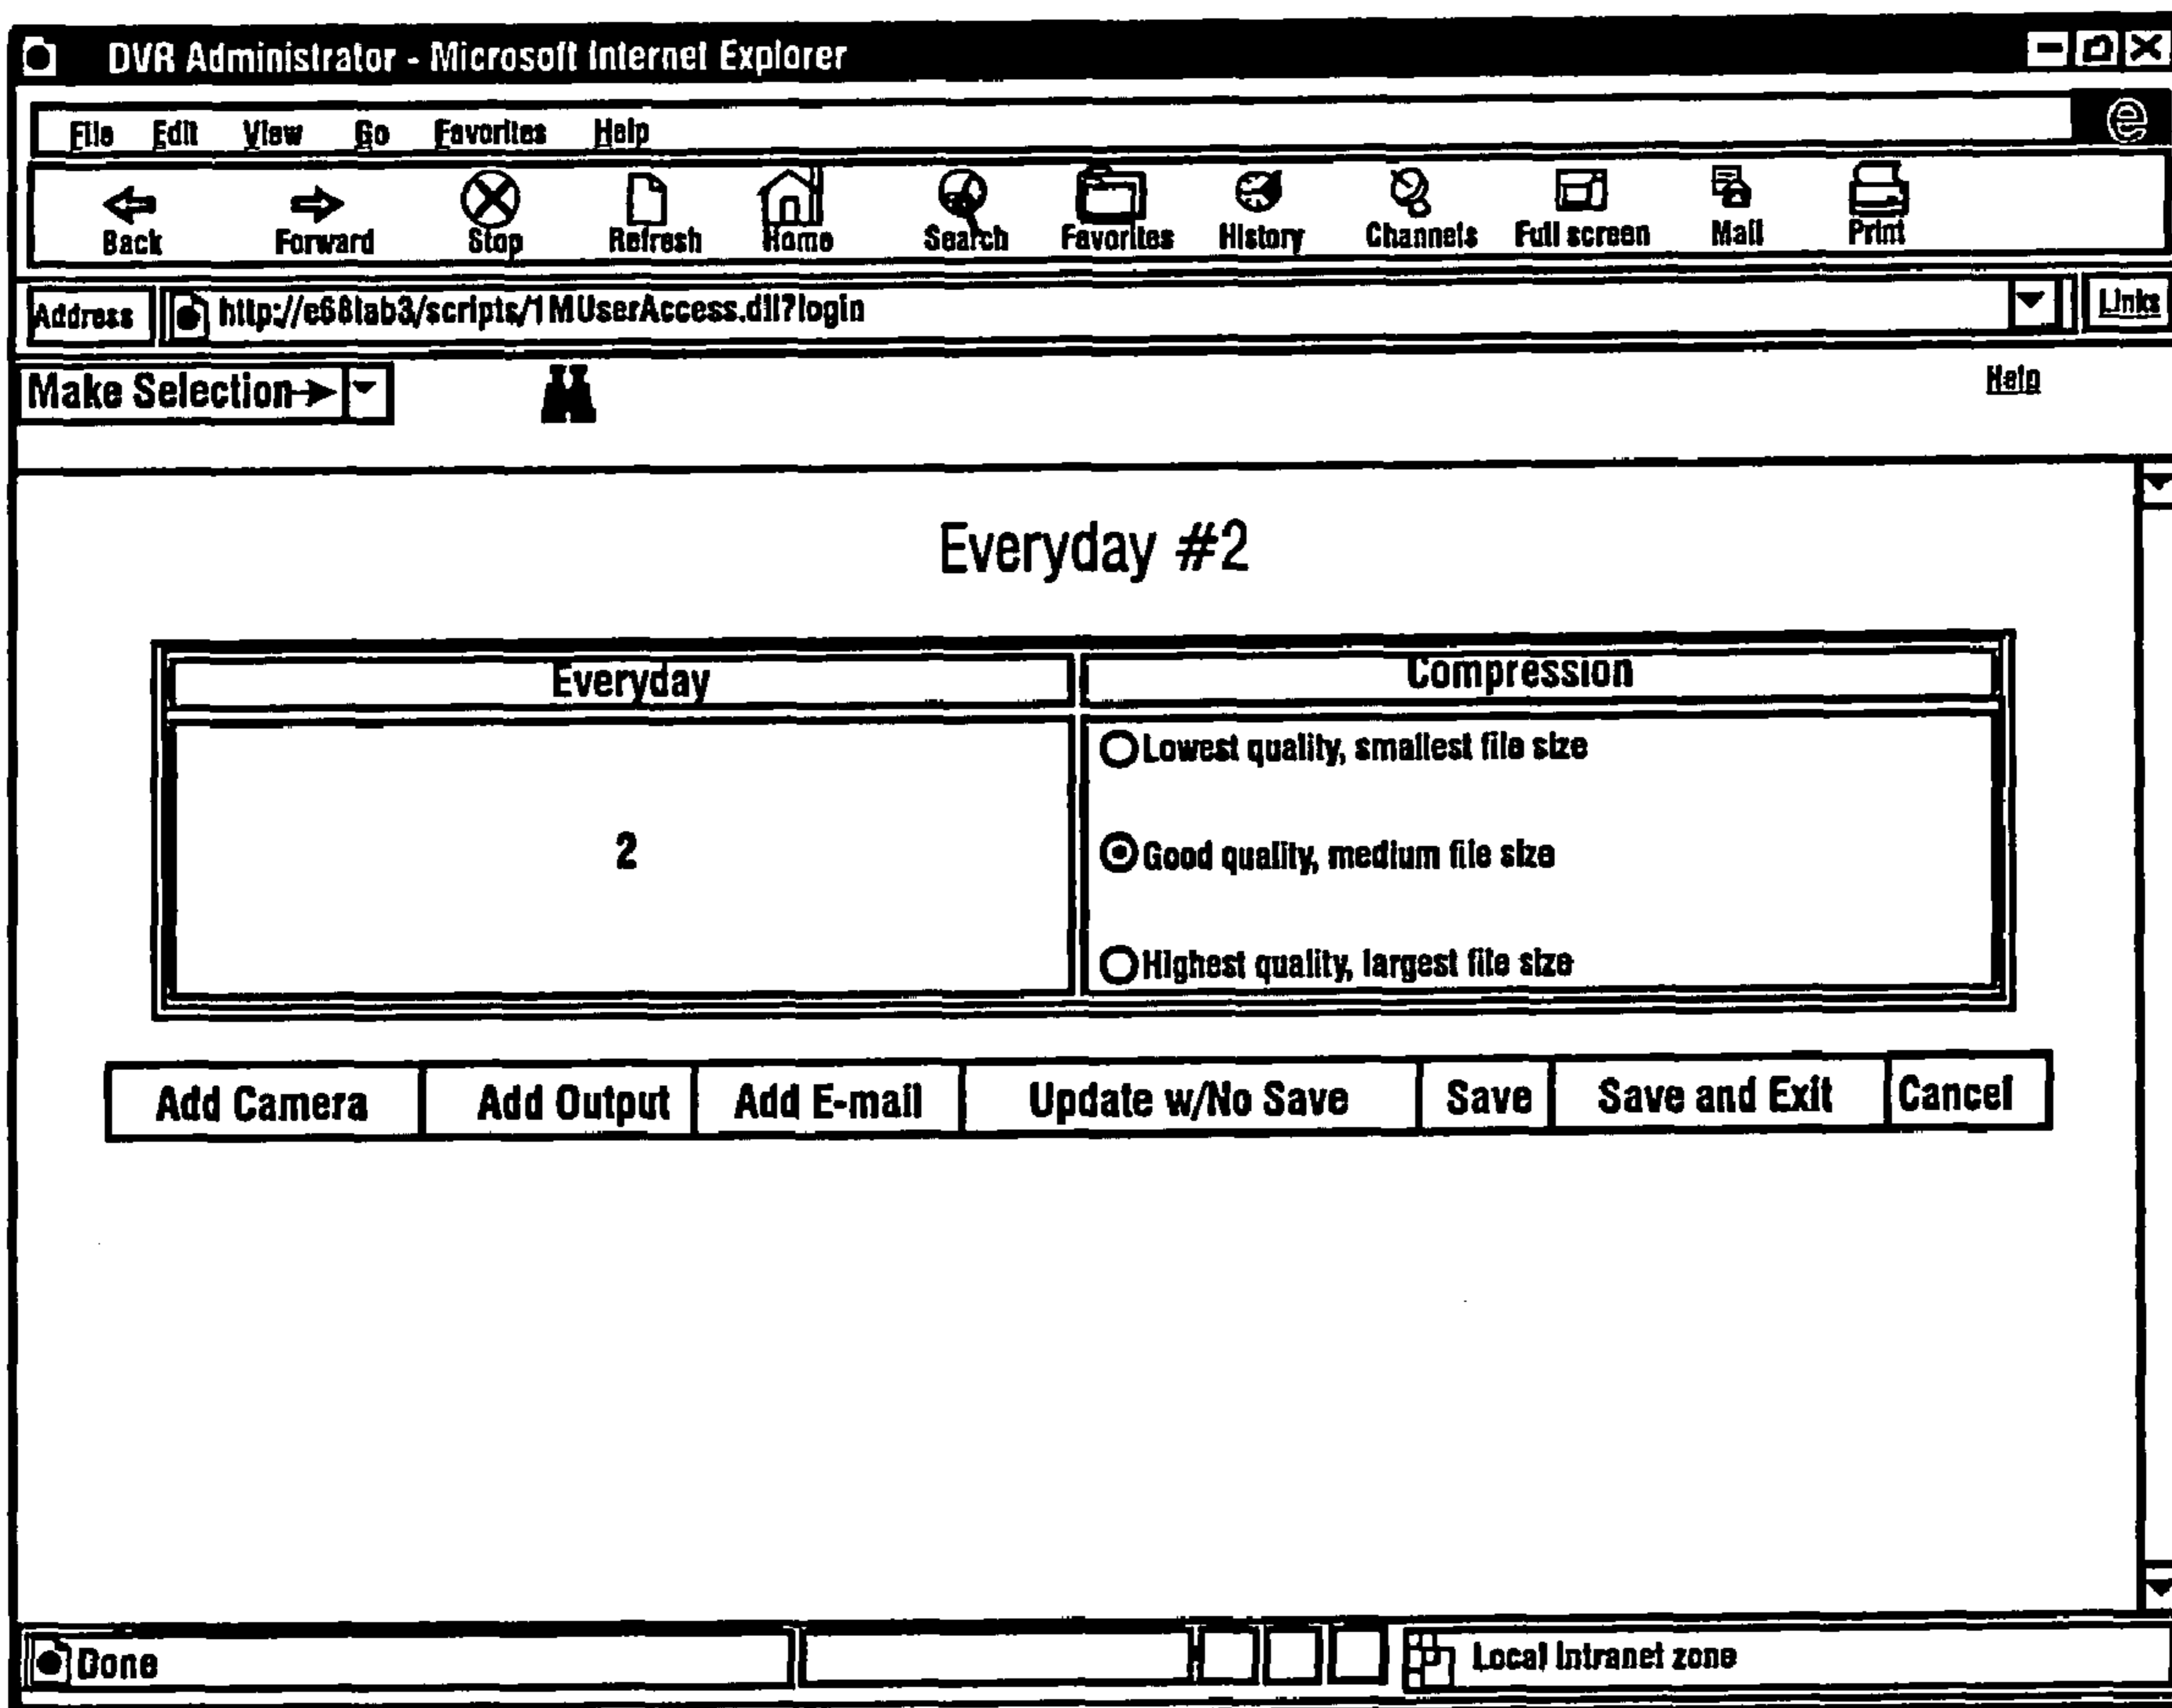 DVR Administrator - Microsoft Internet Explorer
File Edit View Go Favorites Help
Back Forward Stop Refresh Home Search Favorites History Channels Full screen Mail Print
Address http://e68lab3/scripts/1MUserAccess.dll?login Links
Make Selection Help
Everyday #2
Everyday Compression
Lowest quality, smallest file size
2 Good quality, medium file size
Highest quality, largest file size
Add Camera Add Output Add E-mail Update w/No Save Save Save and Exit Cancel
Done Local Intranet zone